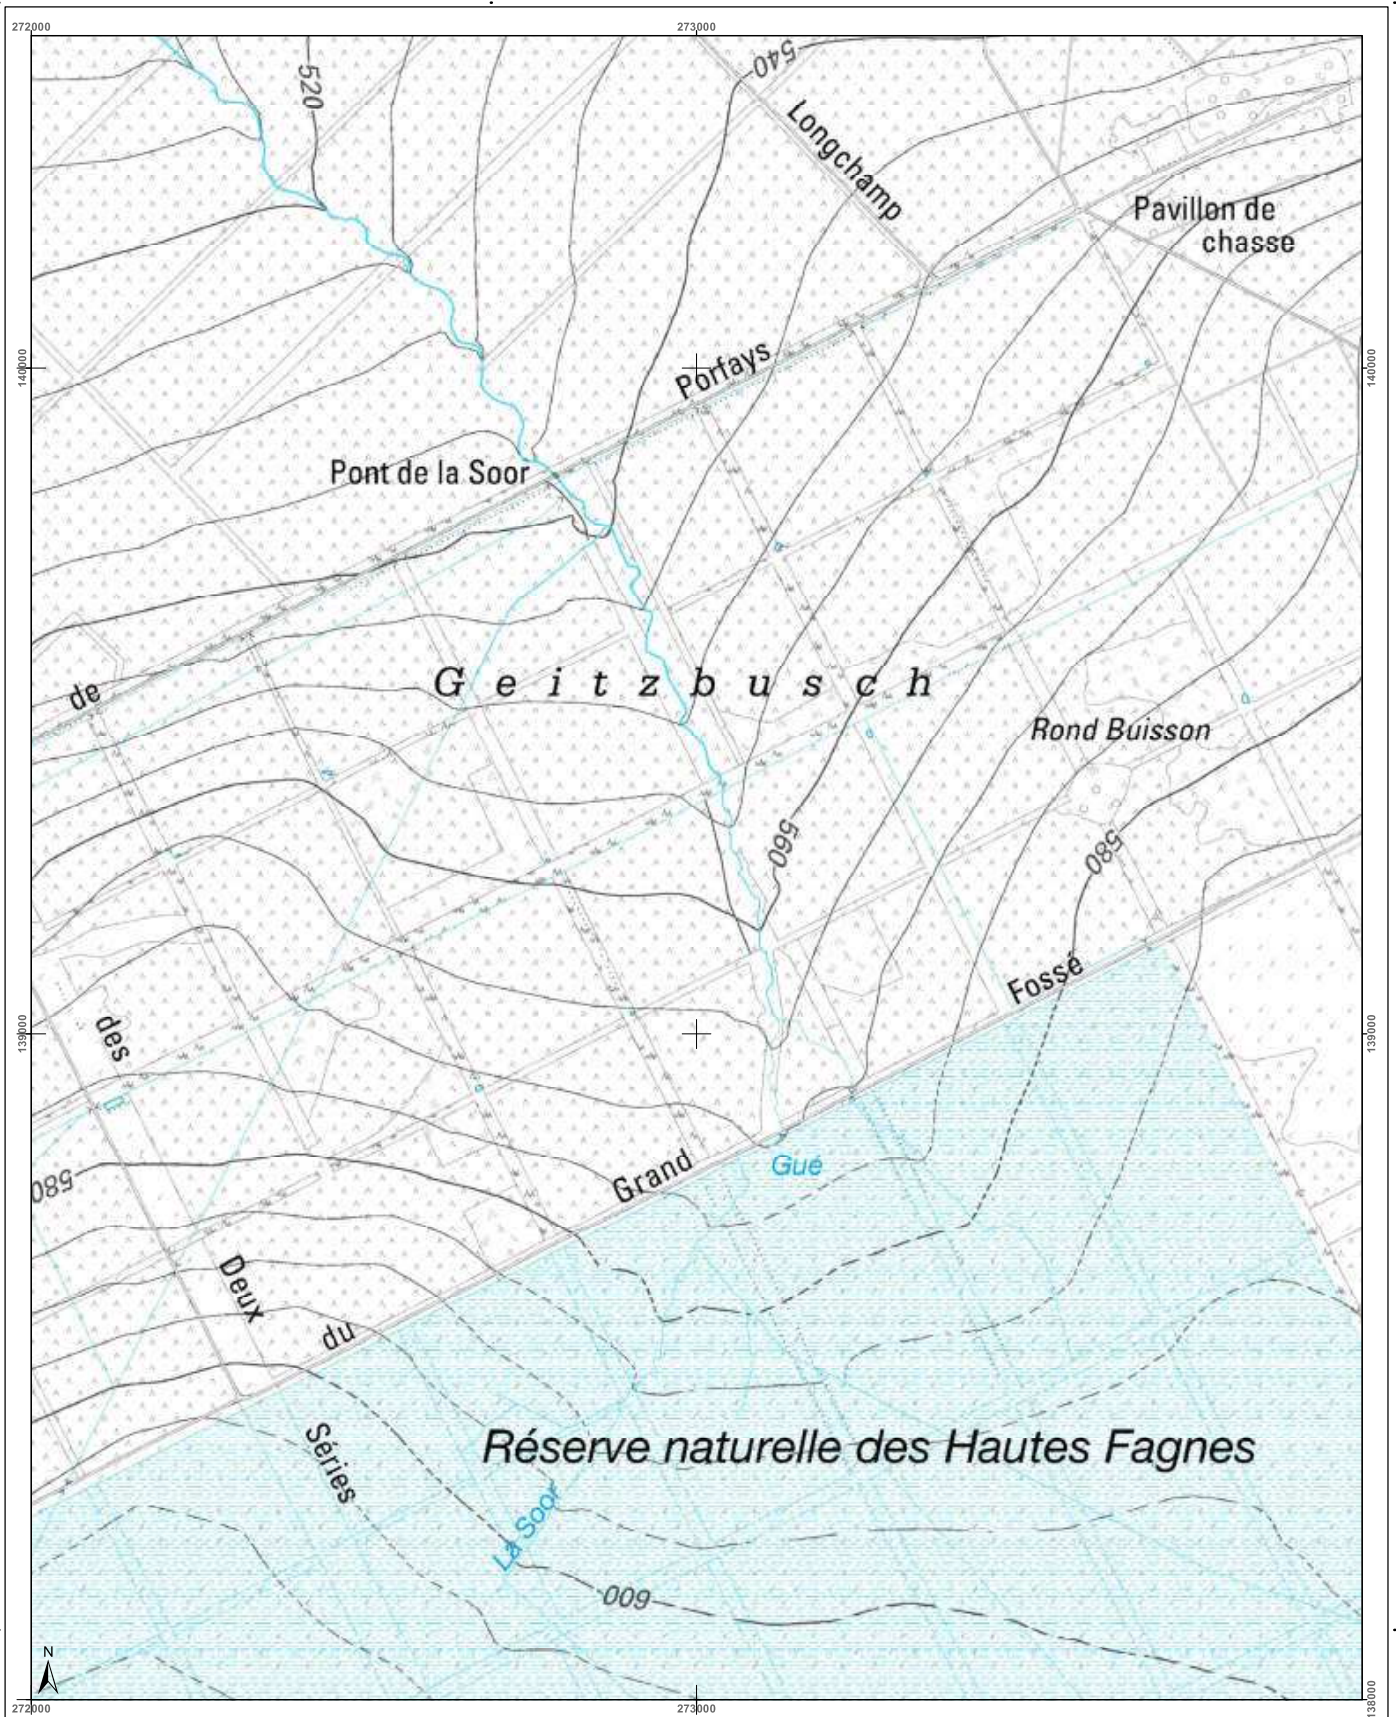 272000
273000
520
540
Longchamp
Pavillon de
chasse
140000
140000
Porfays
Pont de la Soor
de
Geitzbusch
Rond Buisson
560
580
Fossé
139000
139000
des
Gué
Grand
580
Deux
du
Réserve naturelle des Hautes Fagnes
Séries
La Soor
600
N
272000
273000
138000